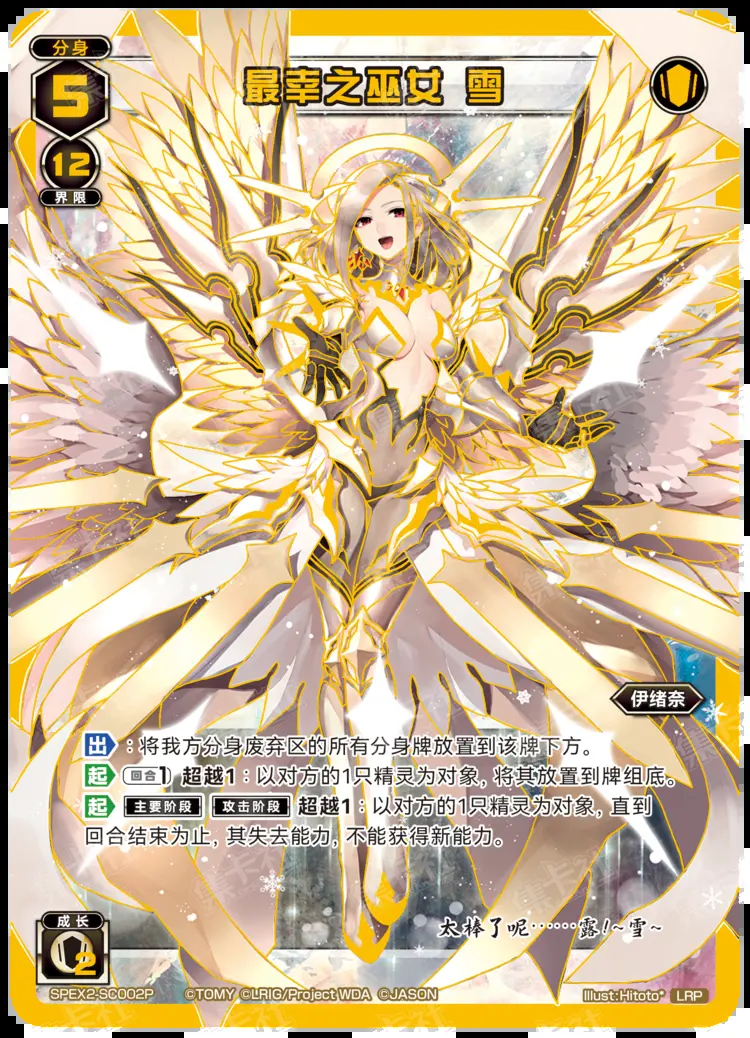 分身
5
最幸之巫女 雪
12
界限
伊绪奈
出：将我方分身废弃区的所有分身牌放置到该牌下方。
起 回合1 超越1：以对方的1只精灵为对象，将其放置到牌组底。
起 主要阶段 攻击阶段 超越1：以对方的1只精灵为对象，直到
回合结束为止，其失去能力，不能获得新能力。
太棒了呢……露!~雪~
成长
2
SPEX2-SC002P ©TOMY ©LRIG/Project WDA ©JASON Illust:Hitoto* LRP
集卡社